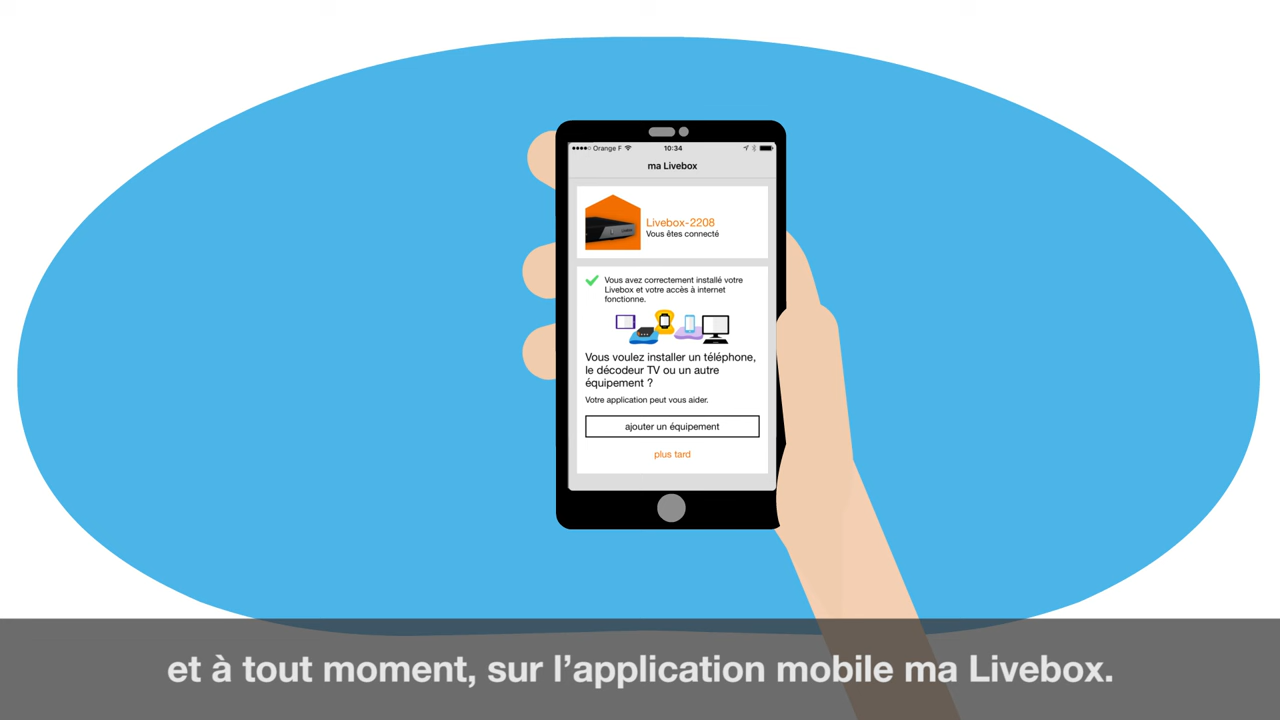 Orange F 10:34
ma Livebox
Livebox-2208
Vous êtes connecté
Vous avez correctement installé votre
Livebox et votre accès à internet
fonctionne.
Vous voulez installer un téléphone,
le décodeur TV ou un autre
équipement ?
Votre application peut vous aider.
ajouter un équipement
plus tard
et à tout moment, sur l’application mobile ma Livebox.